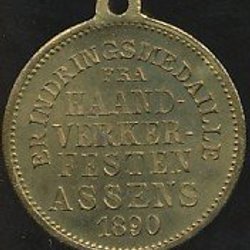 ERINDRINGSMEDAILLE
FRA
HAAND-
VERKER-
FESTEN
ASSENS
1890